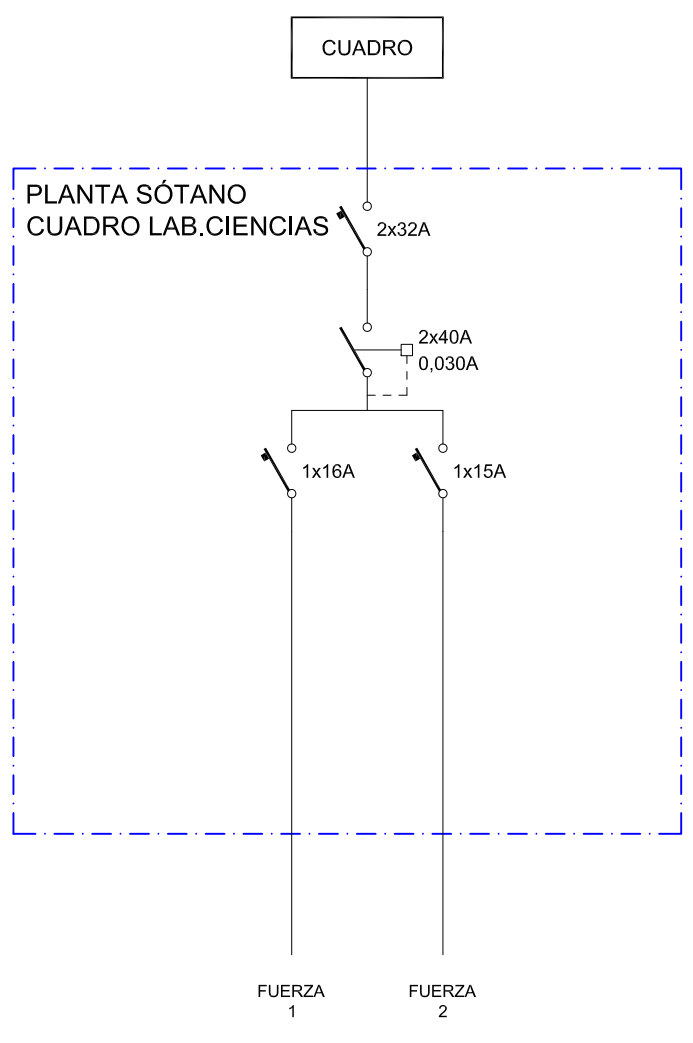 CUADRO
PLANTA SÓTANO
CUADRO LAB.CIENCIAS
2x32A
2x40A
0,030A
1x16A
1x15A
FUERZA
1
FUERZA
2